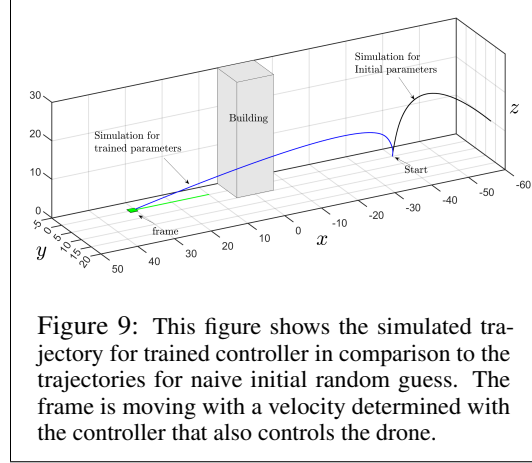 Simulation for
Initial parameters
30
z
Building
20
Simulation for
trained parameters
10
Start
0
-5
0
5
10
15
20
y
frame
50
40
30
20
10
0
-10
-20
-30
-40
-50
-60
x
Figure 9: This figure shows the simulated tra-
jectory for trained controller in comparison to the
trajectories for naive initial random guess. The
frame is moving with a velocity determined with
the controller that also controls the drone.